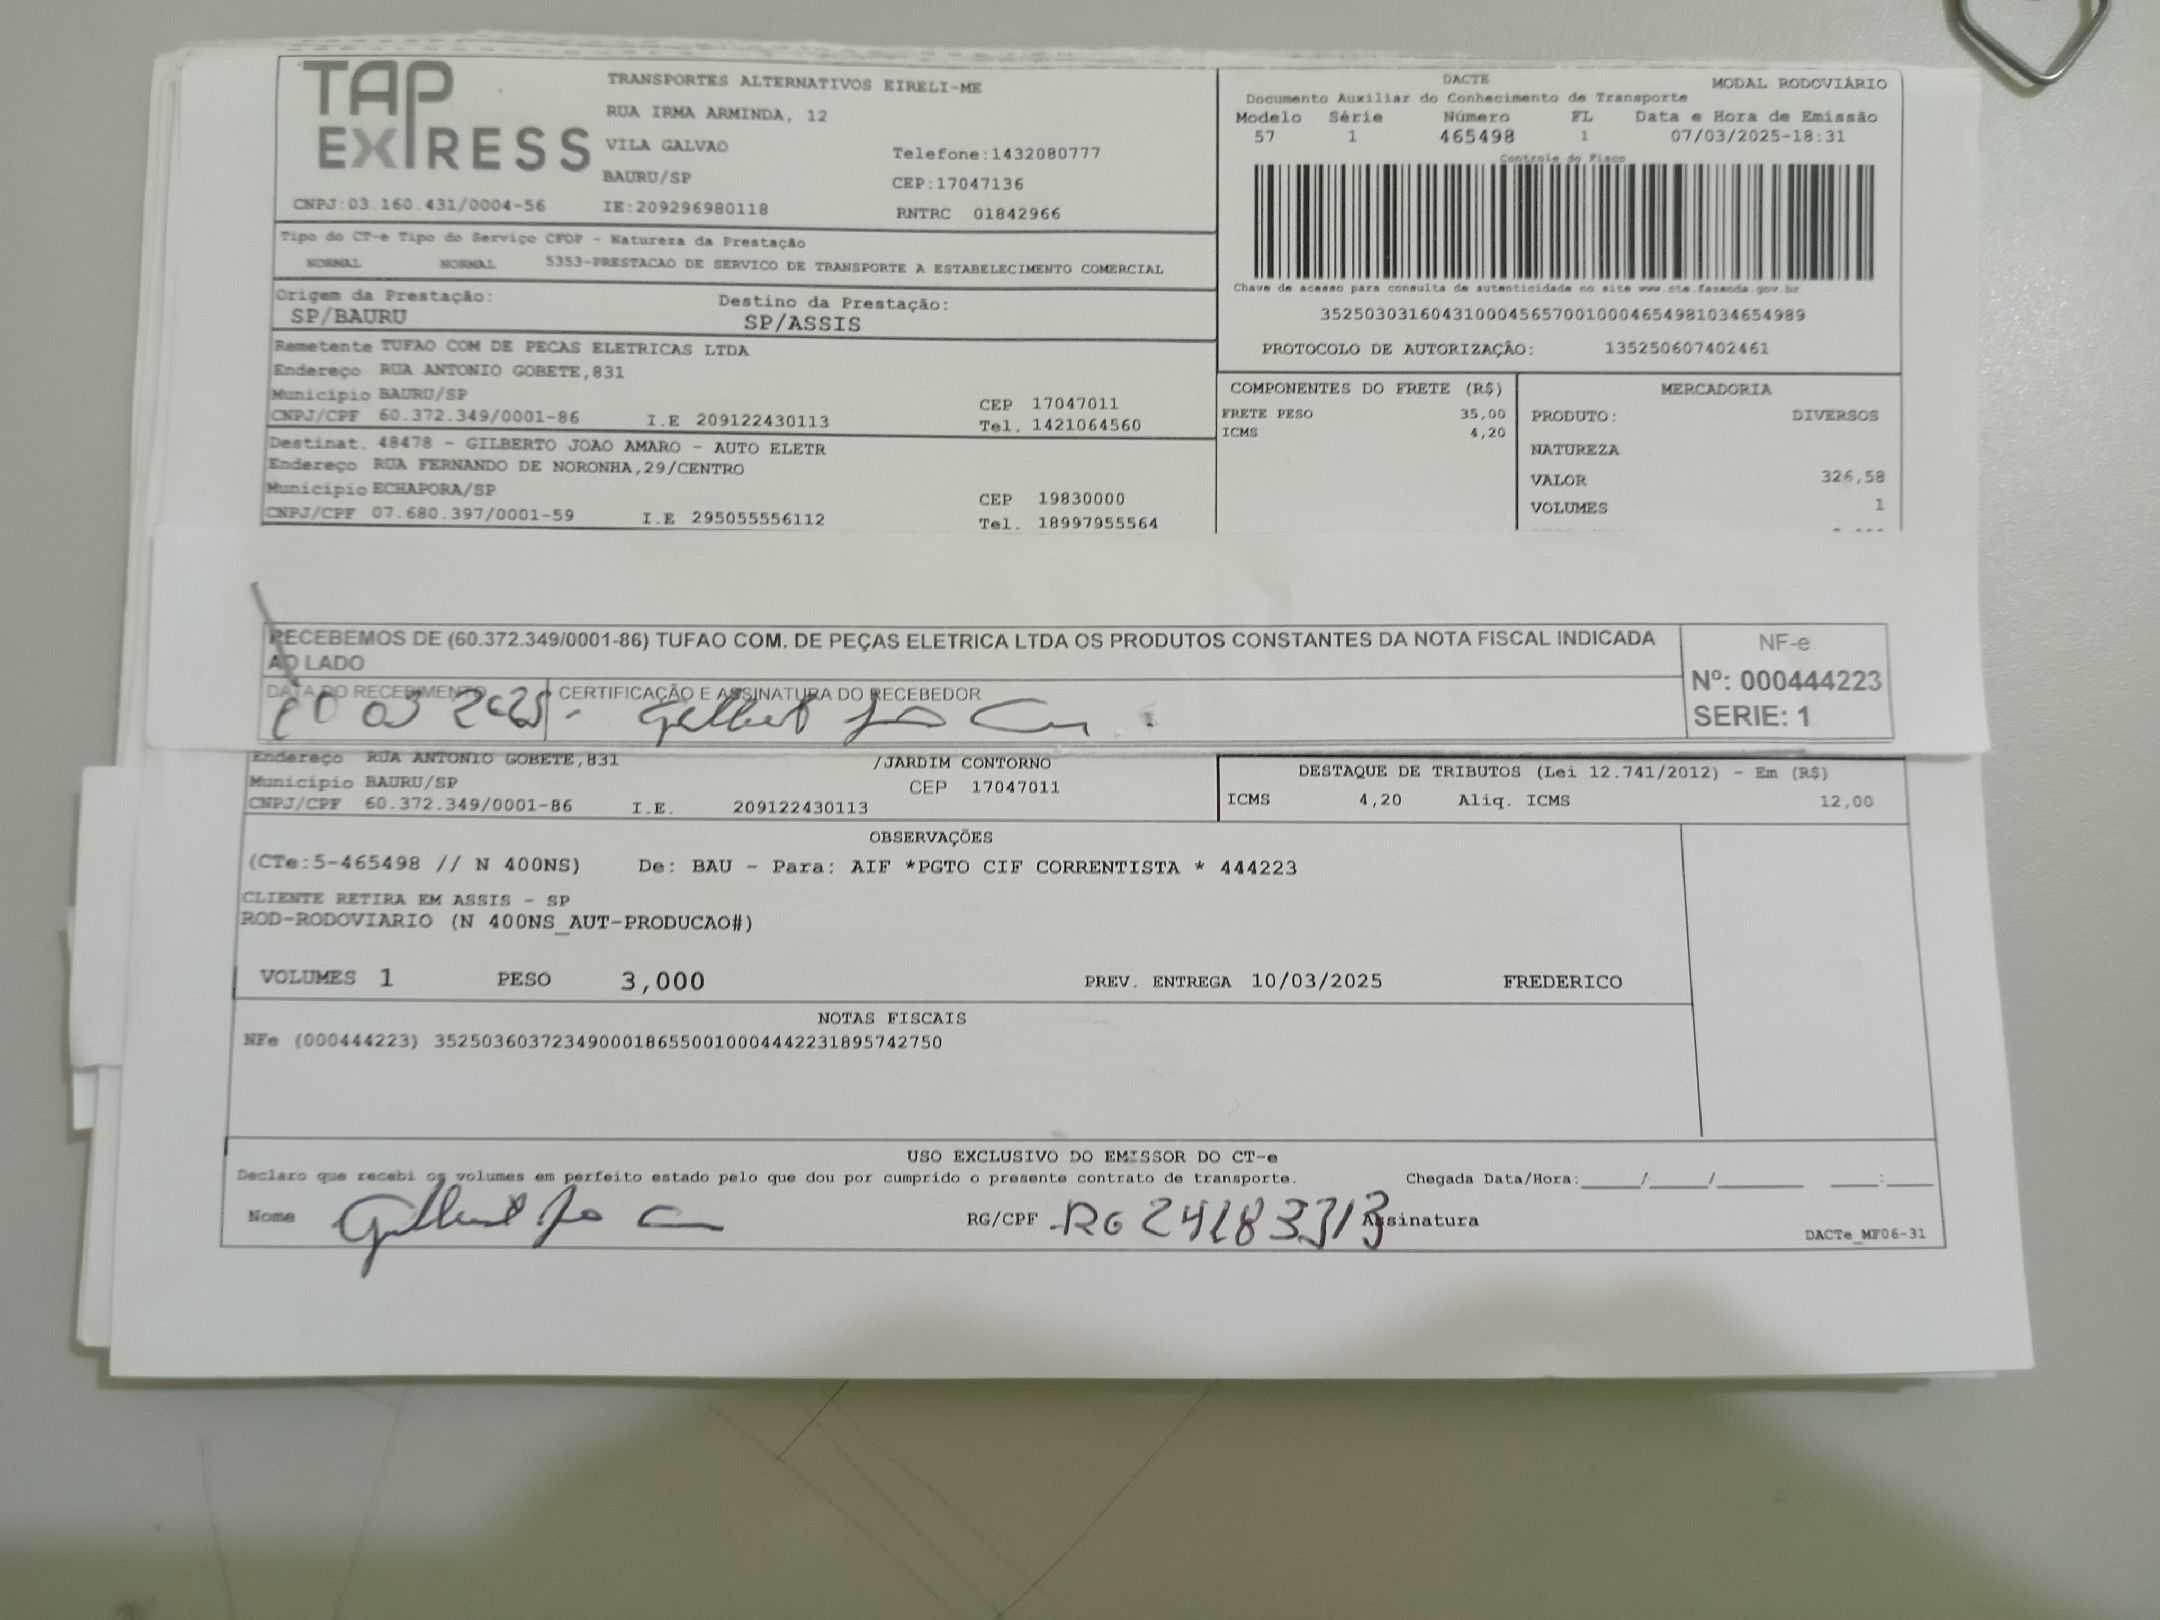 TAP EXPRESS
TRANSPORTES ALTERNATIVOS EIRELI-ME
RUA IRMA ARMINDA, 12
VILA GALVAO Telefone:1432080777
BAURU/SP CEP:17047136
CNPJ:03.160.431/0004-56 IE:209296980118 RNTRC 01842966
DACTE MODAL RODOVIÁRIO
Documento Auxiliar do Conhecimento de Transporte
Modelo Série Número FL Data e Hora de Emissão
57 1 465498 1 07/03/2025-18:31
Controle do Fisco
Chave de acesso para consulta de autenticidade no site www.cte.fazenda.gov.br
35250303160431000456570010004654981034654989
PROTOCOLO DE AUTORIZAÇÃO: 135250607402461
Tipo do CT-e Tipo do Serviço CFOP - Natureza da Prestação
NORMAL NORMAL 5353-PRESTACAO DE SERVICO DE TRANSPORTE A ESTABELECIMENTO COMERCIAL
Origem da Prestação: Destino da Prestação:
SP/BAURU SP/ASSIS
Remetente TUFAO COM DE PECAS ELETRICAS LTDA
Endereço RUA ANTONIO GOBETE,831
Municipio BAURU/SP CEP 17047011
CNPJ/CPF 60.372.349/0001-86 I.E 209122430113 Tel. 1421064560
Destinat. 48478 - GILBERTO JOAO AMARO - AUTO ELETR
Endereço RUA FERNANDO DE NORONHA,29/CENTRO
Municipio ECHAPORA/SP CEP 19830000
CNPJ/CPF 07.680.397/0001-59 I.E 295055556112 Tel. 18997955564
COMPONENTES DO FRETE (R$)
FRETE PESO 35,00
ICMS 4,20
MERCADORIA
PRODUTO: DIVERSOS
NATUREZA
VALOR 326,58
VOLUMES 1
RECEBEMOS DE (60.372.349/0001-86) TUFAO COM. DE PEÇAS ELETRICA LTDA OS PRODUTOS CONSTANTES DA NOTA FISCAL INDICADA
AO LADO
DATA DO RECEBIMENTO CERTIFICAÇÃO E ASSINATURA DO RECEBEDOR
10 03 2025
NF-e
Nº: 000444223
SERIE: 1
Endereço RUA ANTONIO GOBETE,831 /JARDIM CONTORNO
Municipio BAURU/SP CEP 17047011
CNPJ/CPF 60.372.349/0001-86 I.E. 209122430113
DESTAQUE DE TRIBUTOS (Lei 12.741/2012) - Em (R$)
ICMS 4,20 Aliq. ICMS 12,00
OBSERVAÇÕES
(CTe:5-465498 // N 400NS) De: BAU - Para: AIF *PGTO CIF CORRENTISTA * 444223
CLIENTE RETIRA EM ASSIS - SP
ROD-RODOVIARIO (N 400NS_AUT-PRODUCAO#)
VOLUMES 1 PESO 3,000 PREV. ENTREGA 10/03/2025 FREDERICO
NOTAS FISCAIS
NFe (000444223) 35250360372349000186550010004442231895742750
USO EXCLUSIVO DO EMISSOR DO CT-e
Declaro que recebi os volumes em perfeito estado pelo que dou por cumprido o presente contrato de transporte. Chegada Data/Hora:____/____/______ ___:___
Nome RG/CPF RG Assinatura
DACTe_MF06-31